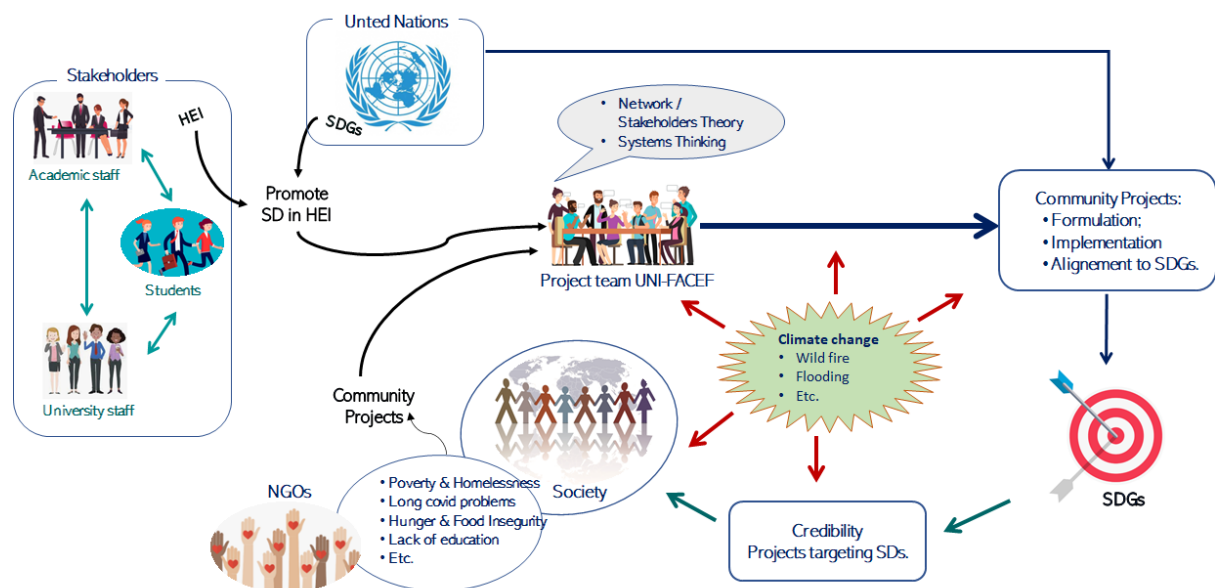 Unted Nations
Stakeholders
HEI
SDGs
• Network /
Stakeholders Theory
• Systems Thinking
Academic staff
Promote
SD in HEI
Community Projects:
• Formulation;
• Implementation
• Alignement to SDGs.
Students
Project team UNI-FACEF
Climate change
• Wild fire
• Flooding
• Etc.
University staff
Community
Projects
NGOs
• Poverty & Homelessness
• Long covid problems
• Hunger & Food Insegurity
• Lack of education
• Etc.
Society
Credibility
Projects targeting SDs.
SDGs